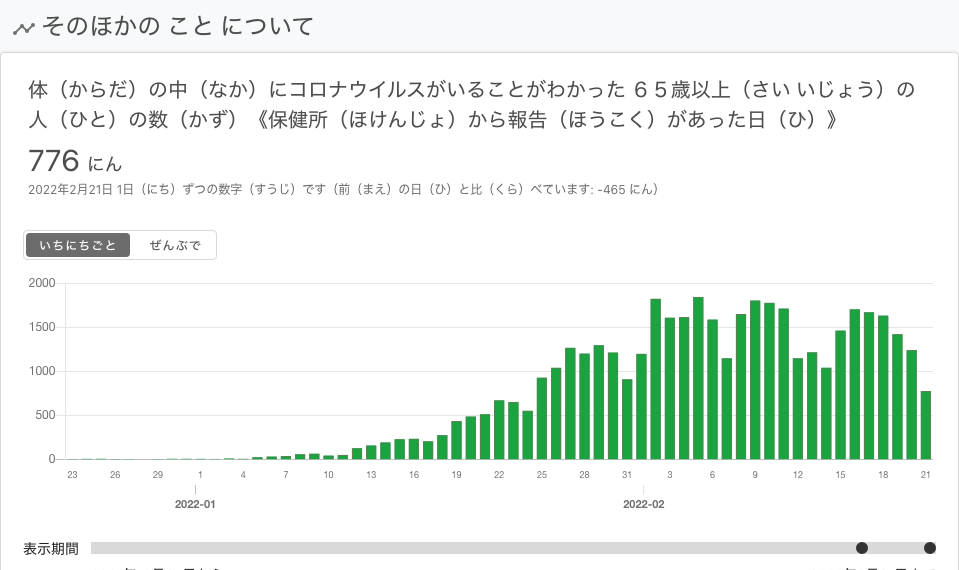 そのほかの こと について
体（からだ）の中（なか）にコロナウイルスがいることがわかった ６５歳以上（さい いじょう）の
人（ひと）の数（かず）《保健所（ほけんじょ）から報告（ほうこく）があった日（ひ）》
776 にん
2022年2月21日 1日（にち）ずつの数字（すうじ）です（前（まえ）の日（ひ）と比（くら）べています: -465 にん）
いちにちごと ぜんぶで
2000
1500
1000
500
0
23 26 29 1 4 7 10 13 16 19 22 25 28 31 3 6 9 12 15 18 21
2022-01 2022-02
表示期間